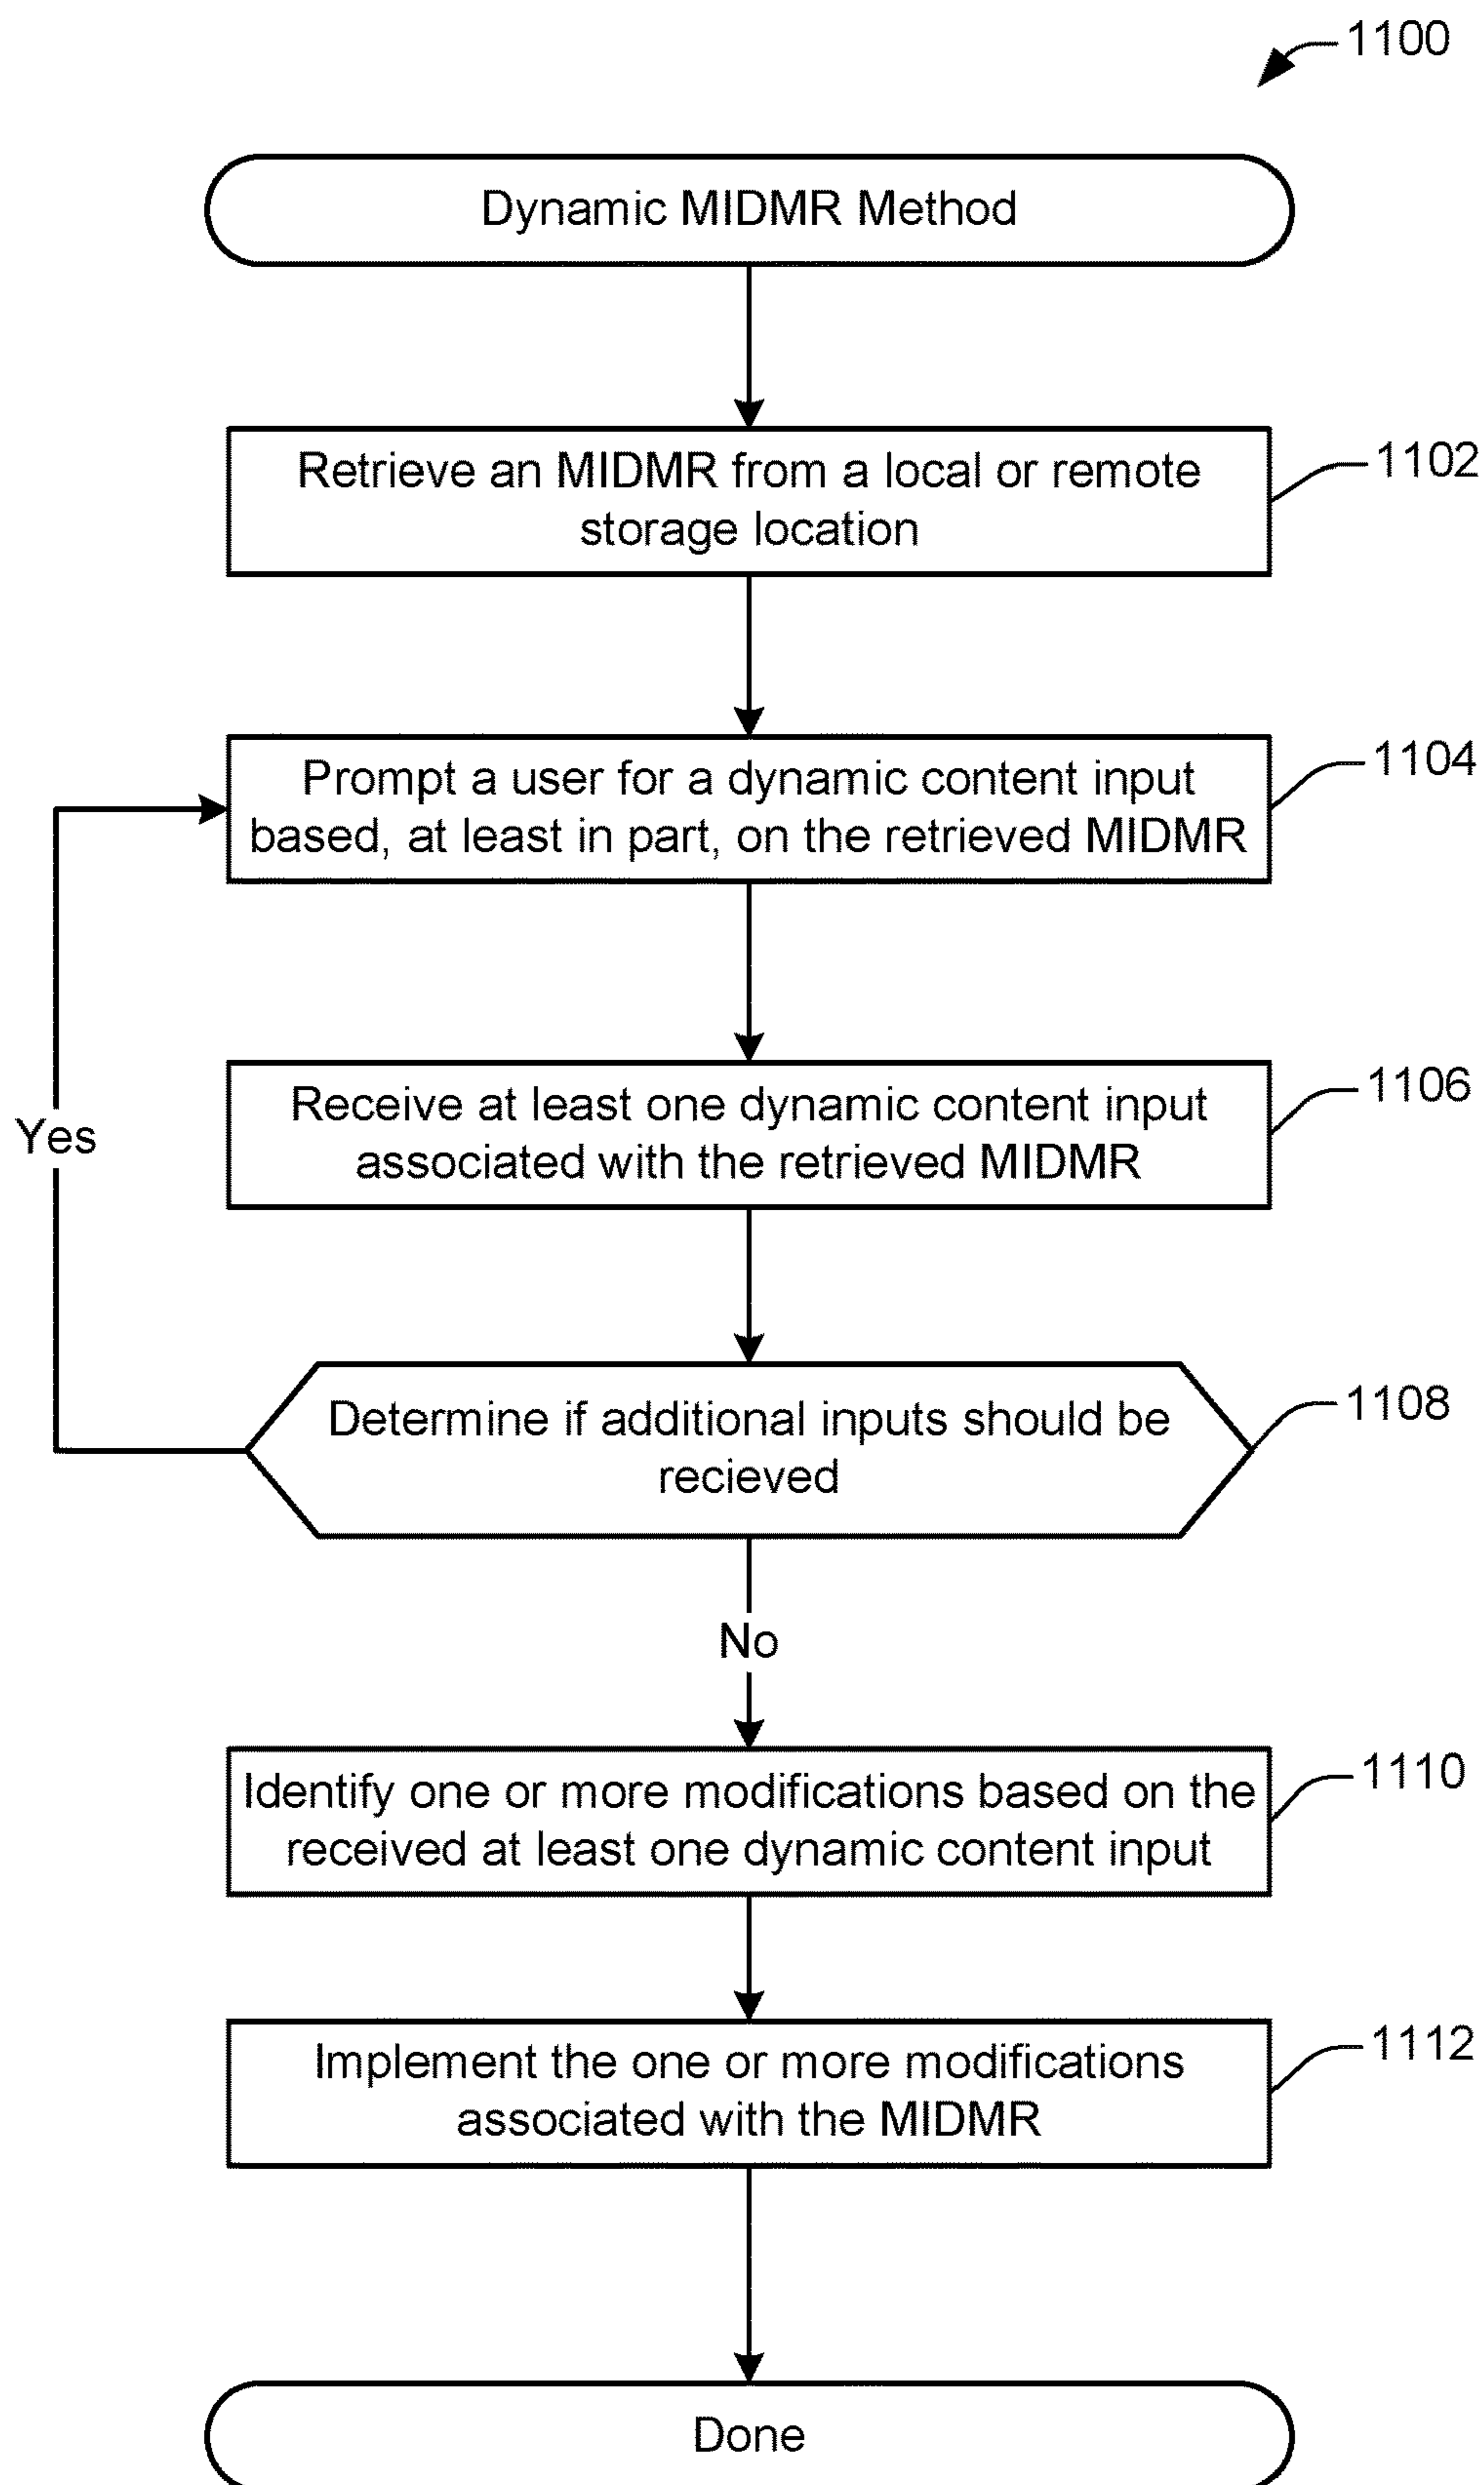 1100
Dynamic MIDMR Method
Retrieve an MIDMR from a local or remote
storage location
1102
Prompt a user for a dynamic content input
based, at least in part, on the retrieved MIDMR
1104
Receive at least one dynamic content input
associated with the retrieved MIDMR
1106
Yes
Determine if additional inputs should be
recieved
1108
No
Identify one or more modifications based on the
received at least one dynamic content input
1110
Implement the one or more modifications
associated with the MIDMR
1112
Done